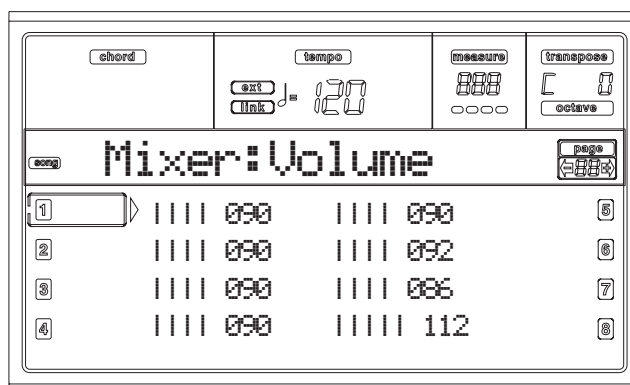 chord tempo measure transpose
ext 888 C 0
link ♩= 120 octave
song Mixer:Volume page
88
1 |||| 090 |||| 090 5
2 |||| 090 |||| 092 6
3 |||| 090 |||| 086 7
4 |||| 090 ||||| 112 8